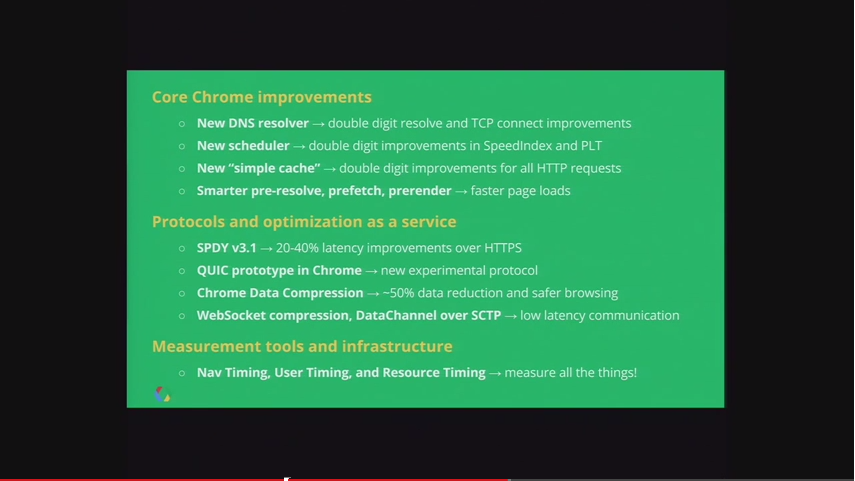 Core Chrome improvements
○ New DNS resolver → double digit resolve and TCP connect improvements
○ New scheduler → double digit improvements in SpeedIndex and PLT
○ New “simple cache” → double digit improvements for all HTTP requests
○ Smarter pre-resolve, prefetch, prerender → faster page loads
Protocols and optimization as a service
○ SPDY v3.1 → 20-40% latency improvements over HTTPS
○ QUIC prototype in Chrome → new experimental protocol
○ Chrome Data Compression → ~50% data reduction and safer browsing
○ WebSocket compression, DataChannel over SCTP → low latency communication
Measurement tools and infrastructure
○ Nav Timing, User Timing, and Resource Timing → measure all the things!